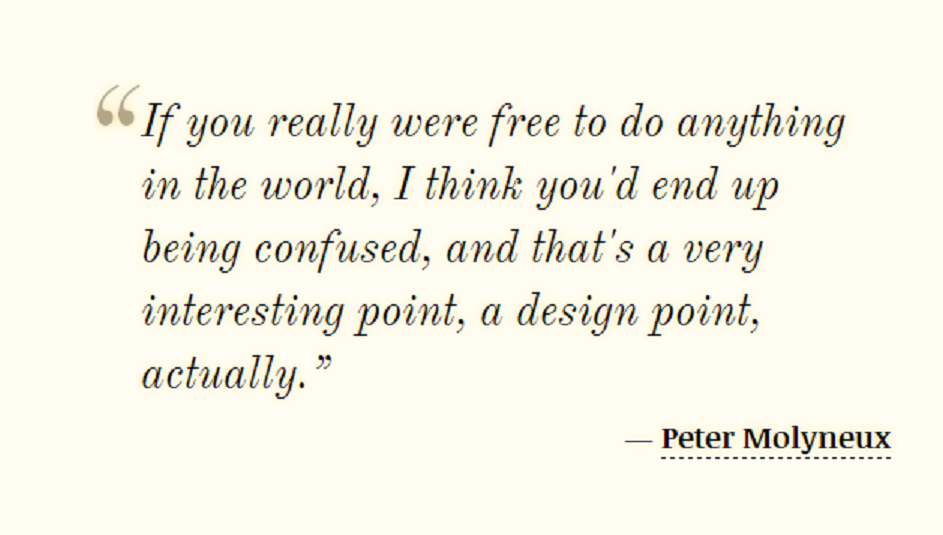 “If you really were free to do anything
in the world, I think you'd end up
being confused, and that's a very
interesting point, a design point,
actually.”
— Peter Molyneux